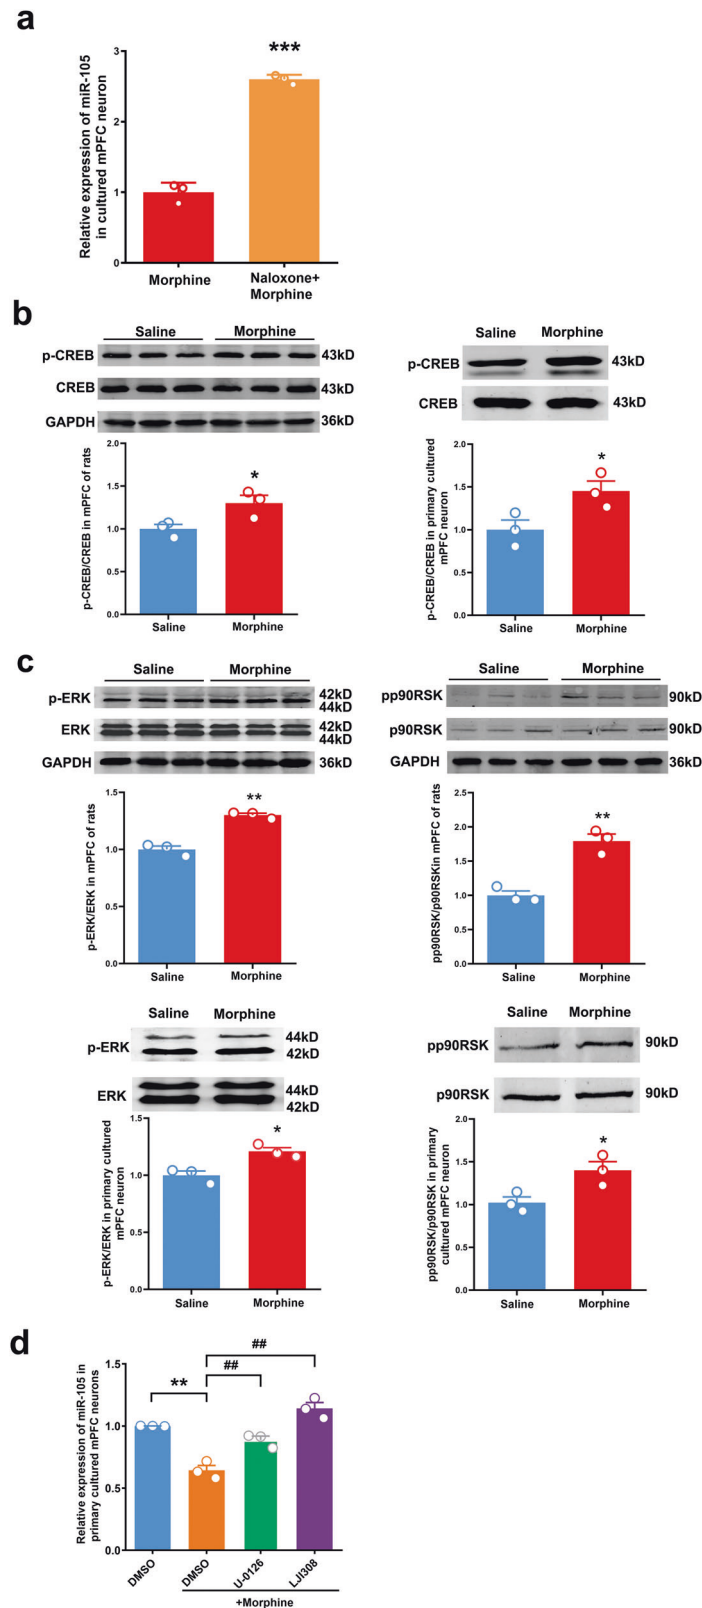 a
Relative expression of miR-105
in cultured mPFC neuron
***
3
2
1
0
Morphine
Naloxone+
Morphine
b
Saline Morphine
p-CREB 43kD
CREB 43kD
GAPDH 36kD
p-CREB/CREB in mPFC of rats
2.0
1.5
1.0
0.5
0.0
*
Saline Morphine
Saline Morphine
p-CREB 43kD
CREB 43kD
p-CREB/CREB in primary cultured
mPFC neuron
2.0
1.5
1.0
0.5
0.0
*
Saline Morphine
c
Saline Morphine
p-ERK 42kD
44kD
ERK 42kD
44kD
GAPDH 36kD
p-ERK/ERK in mPFC of rats
1.5
1.0
0.5
0.0
**
Saline Morphine
Saline Morphine
pp90RSK 90kD
p90RSK 90kD
GAPDH 36kD
pp90RSK/p90RSKin mPFC of rats
2.5
2.0
1.5
1.0
0.5
0.0
**
Saline Morphine
Saline Morphine
p-ERK 44kD
42kD
ERK 44kD
42kD
p-ERK/ERK in primary cultured
mPFC neuron
1.5
1.0
0.5
0.0
*
Saline Morphine
Saline Morphine
pp90RSK 90kD
p90RSK 90kD
pp90RSK/p90RSK in primary
cultured mPFC neuron
2.0
1.5
1.0
0.5
0.0
*
Saline Morphine
d
Relative expression of miR-105 in
primary cultured mPFC neurons
1.5
1.0
0.5
0.0
**
##
##
DMSO DMSO U-0126 LJI308
+Morphine